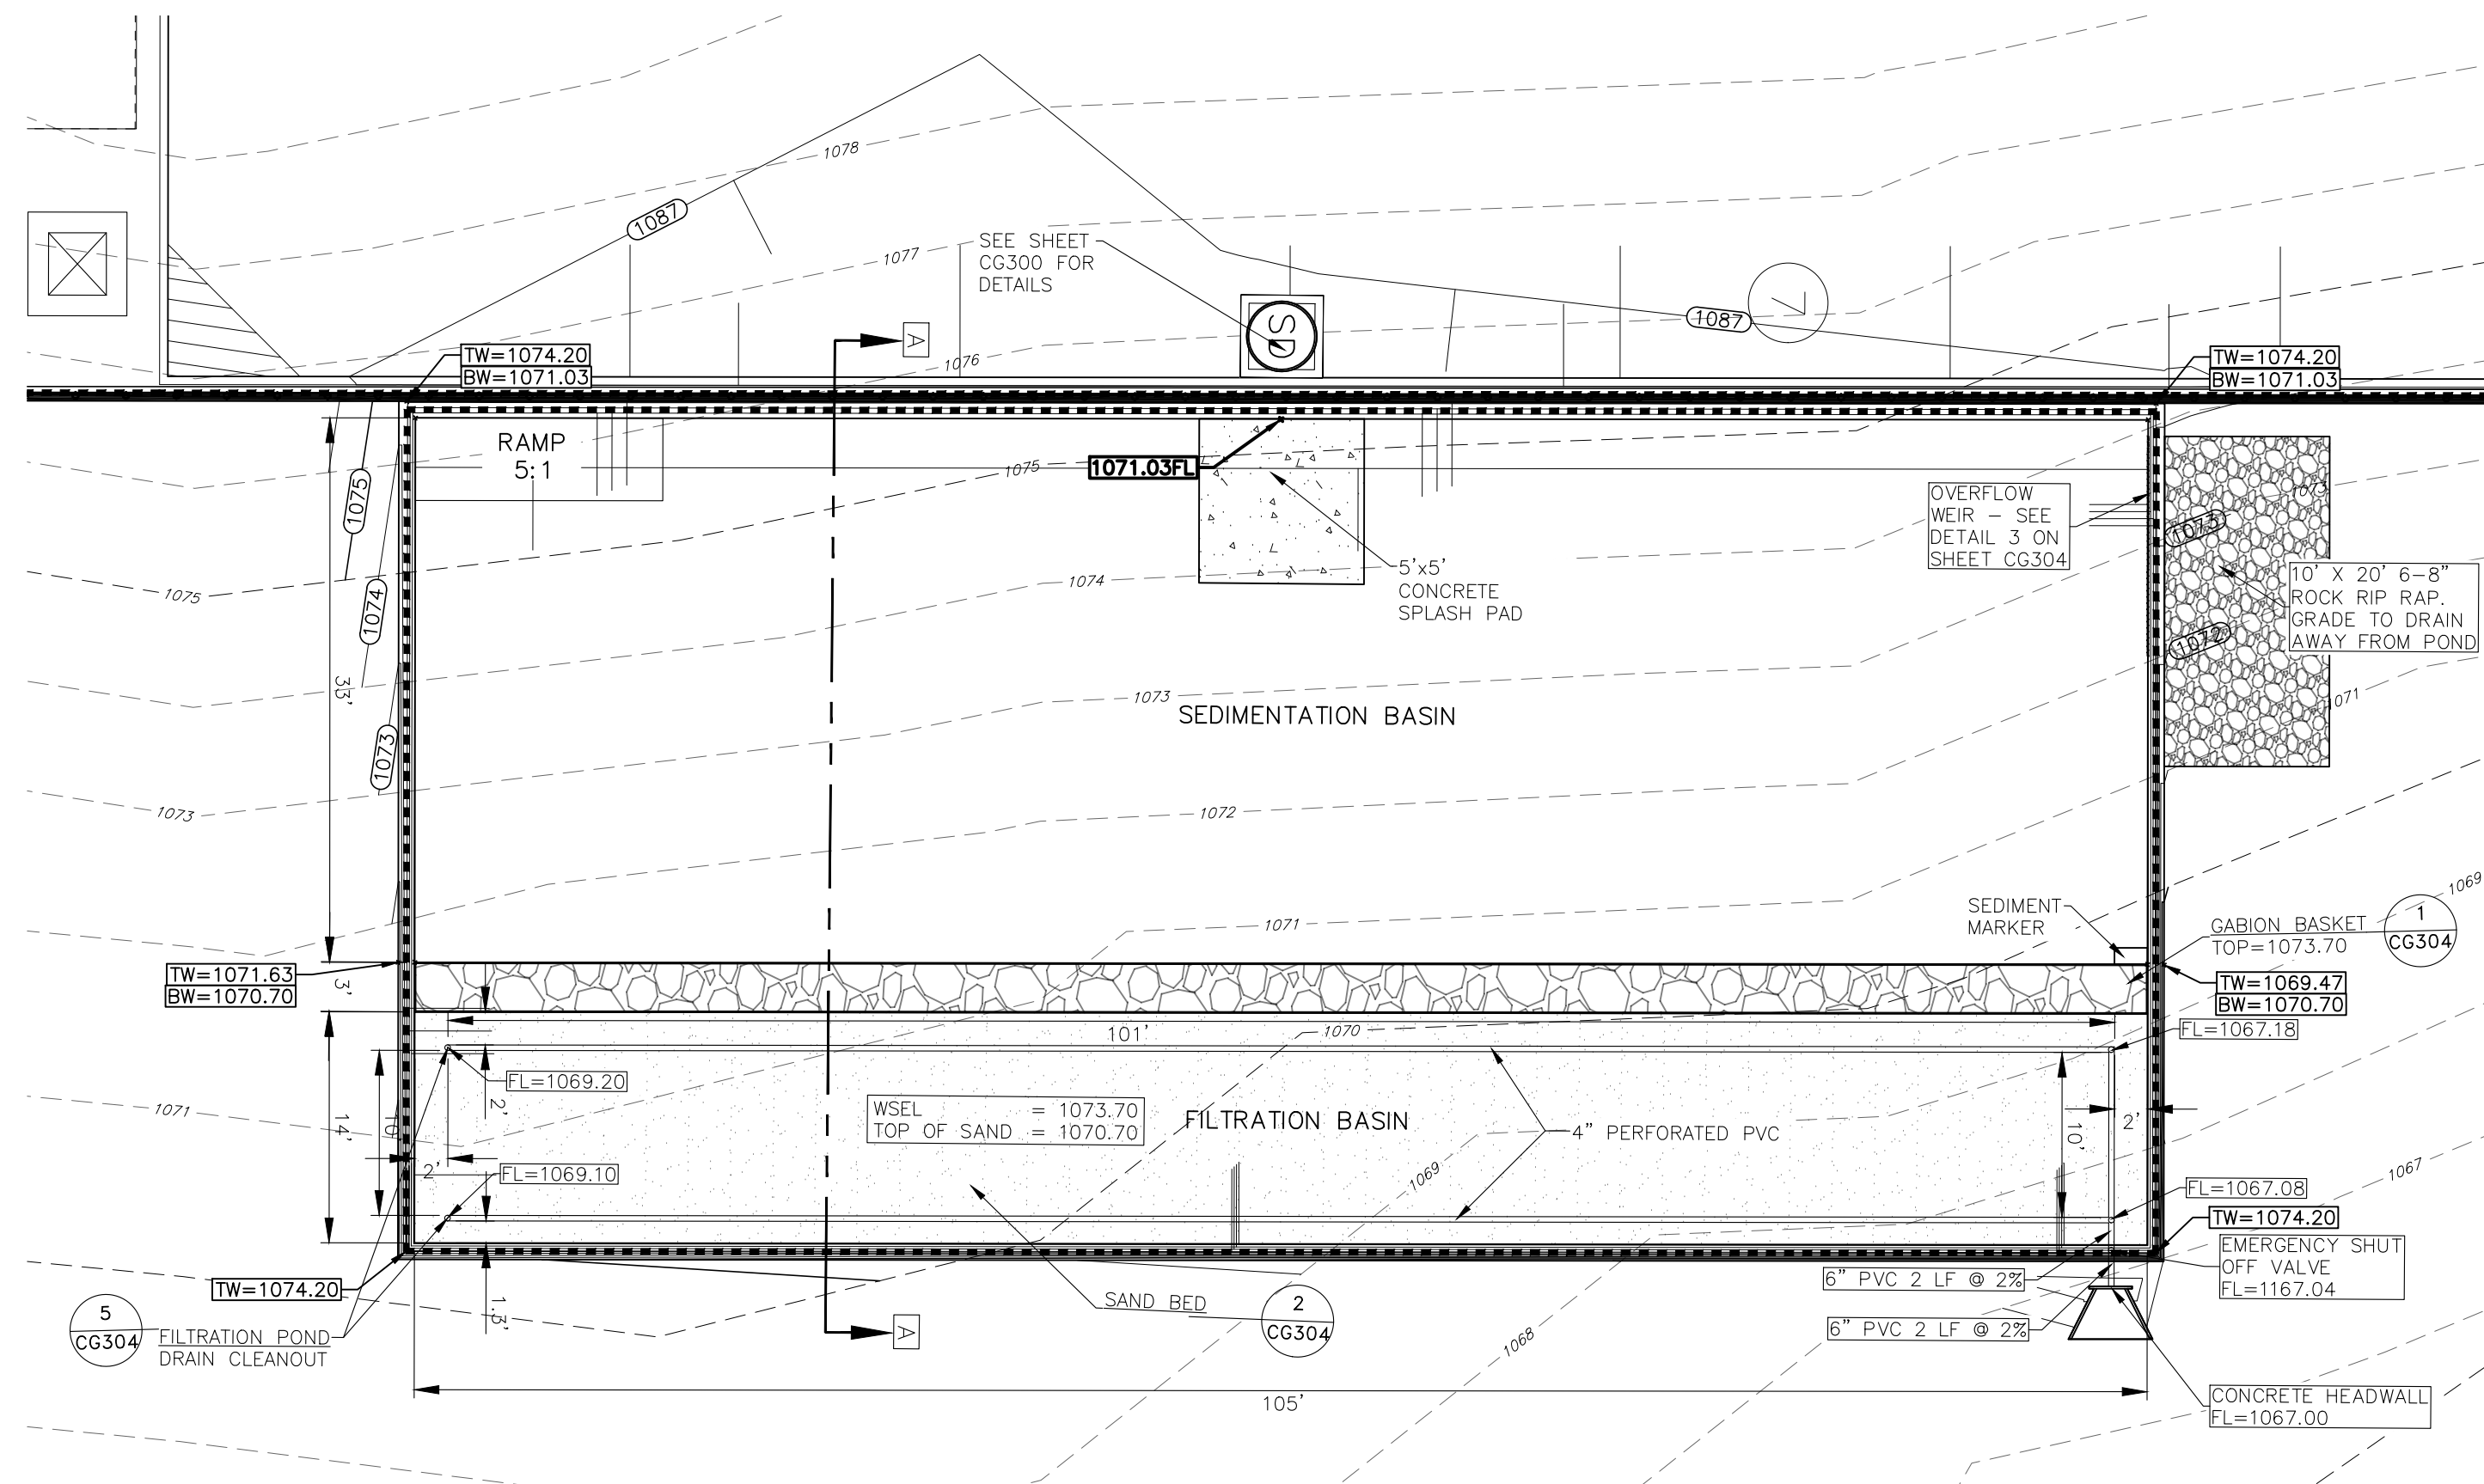 1078
1087
1077
SEE SHEET
CG300 FOR
DETAILS
SD
1087
1076
A
TW=1074.20
BW=1071.03
TW=1074.20
BW=1071.03
RAMP
5:1
1071.03FL
1075
1075
1075
1074
1074
1073
33'
5'x5'
CONCRETE
SPLASH PAD
OVERFLOW
WEIR – SEE
DETAIL 3 ON
SHEET CG304
1073
1073
1072
10' X 20' 6–8"
ROCK RIP RAP.
GRADE TO DRAIN
AWAY FROM POND
1071
1073
SEDIMENTATION BASIN
1073
1072
1071
SEDIMENT
MARKER
GABION BASKET
TOP=1073.70
1
CG304
1069
TW=1071.63
BW=1070.70
3'
TW=1069.47
BW=1070.70
101'
1070
FL=1067.18
FL=1069.20
2'
1071
14'
10'
WSEL = 1073.70
TOP OF SAND = 1070.70
FILTRATION BASIN
4" PERFORATED PVC
10'
2'
2'
FL=1069.10
1069
1067
FL=1067.08
TW=1074.20
EMERGENCY SHUT
OFF VALVE
FL=1167.04
TW=1074.20
1.3'
6" PVC 2 LF @ 2%
6" PVC 2 LF @ 2%
SAND BED
2
CG304
A
5
CG304
FILTRATION POND
DRAIN CLEANOUT
1068
105'
CONCRETE HEADWALL
FL=1067.00